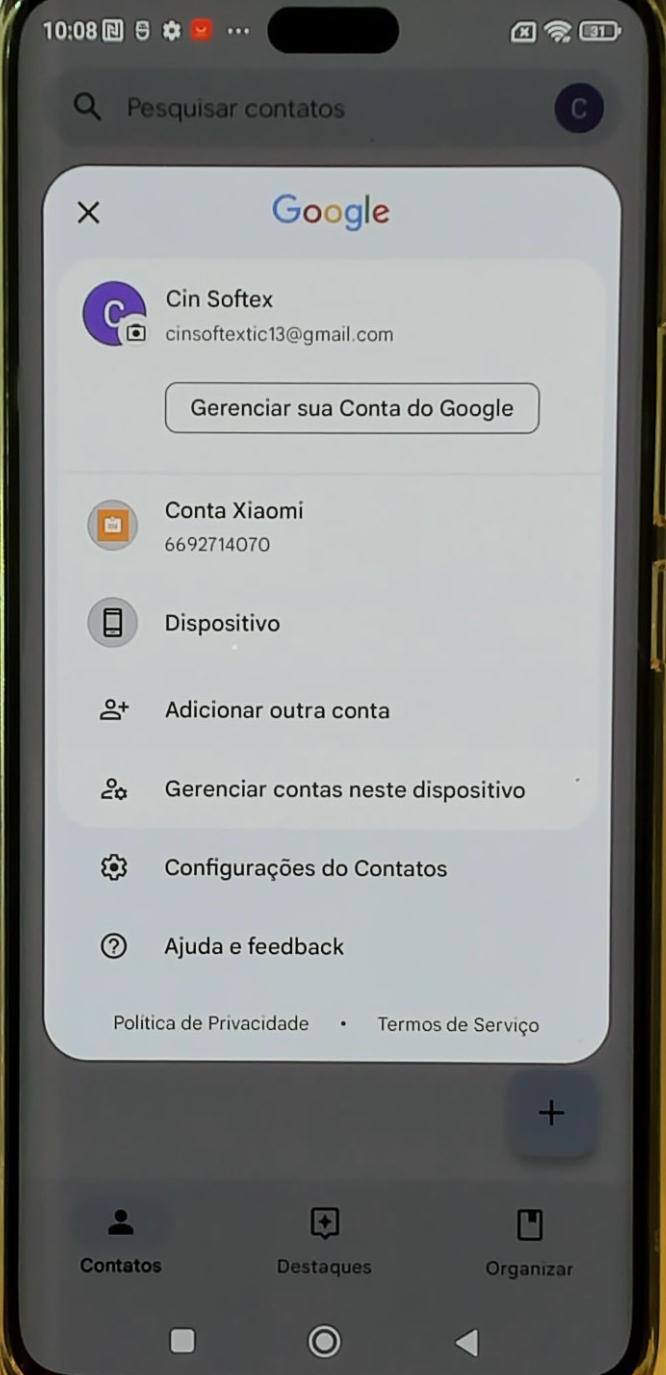 10:08
31
Pesquisar contatos
C
Google
C
Cin Softex
cinsoftextic13@gmail.com
Gerenciar sua Conta do Google
Conta Xiaomi
6692714070
Dispositivo
Adicionar outra conta
Gerenciar contas neste dispositivo
Configurações do Contatos
Ajuda e feedback
Política de Privacidade • Termos de Serviço
Contatos Destaques Organizar